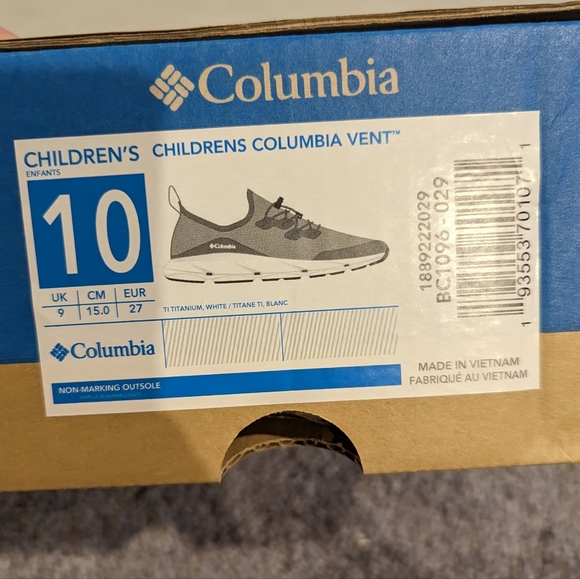 Columbia
CHILDREN'S CHILDRENS COLUMBIA VENT™
ENFANTS
10
Columbia
UK CM EUR
9 15.0 27
TI TITANIUM, WHITE / TITANE TI, BLANC
Columbia
NON-MARKING OUTSOLE
1889222029
BC1096-029
1 93553 70107 1
MADE IN VIETNAM
FABRIQUÉ AU VIETNAM